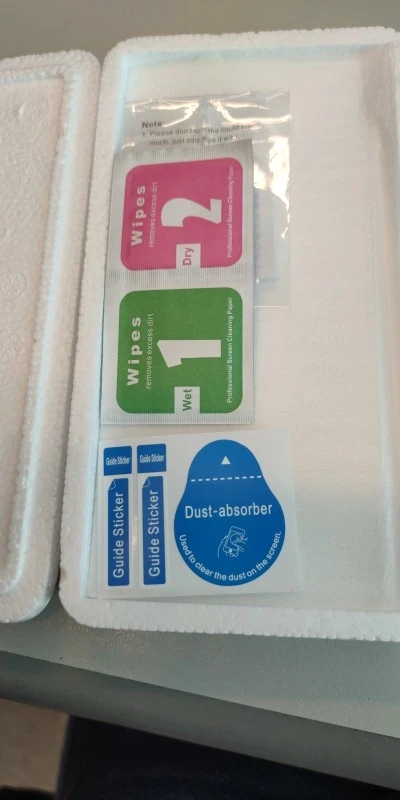 Note:
1. Please don't
much, just
Wipes
removes excess dirt
Dry 2
Professional Screen Cleaning Paper
Wipes
removes excess dirt
Wet 1
Professional Screen Cleaning Paper
Guide Sticker
Guide Sticker
Guide Sticker
Guide Sticker
Dust-absorber
Used to clear the dust on the screen.